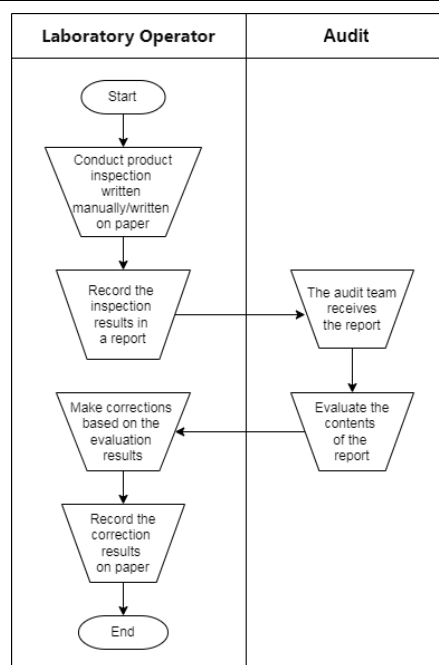 Laboratory Operator
Audit
Start
Conduct product
inspection
written
manually/written
on paper
Record the
inspection
results in
a report
The audit team
receives
the report
Evaluate the
contents
of the
report
Make corrections
based on the
evaluation
results
Record the
correction
results
on paper
End